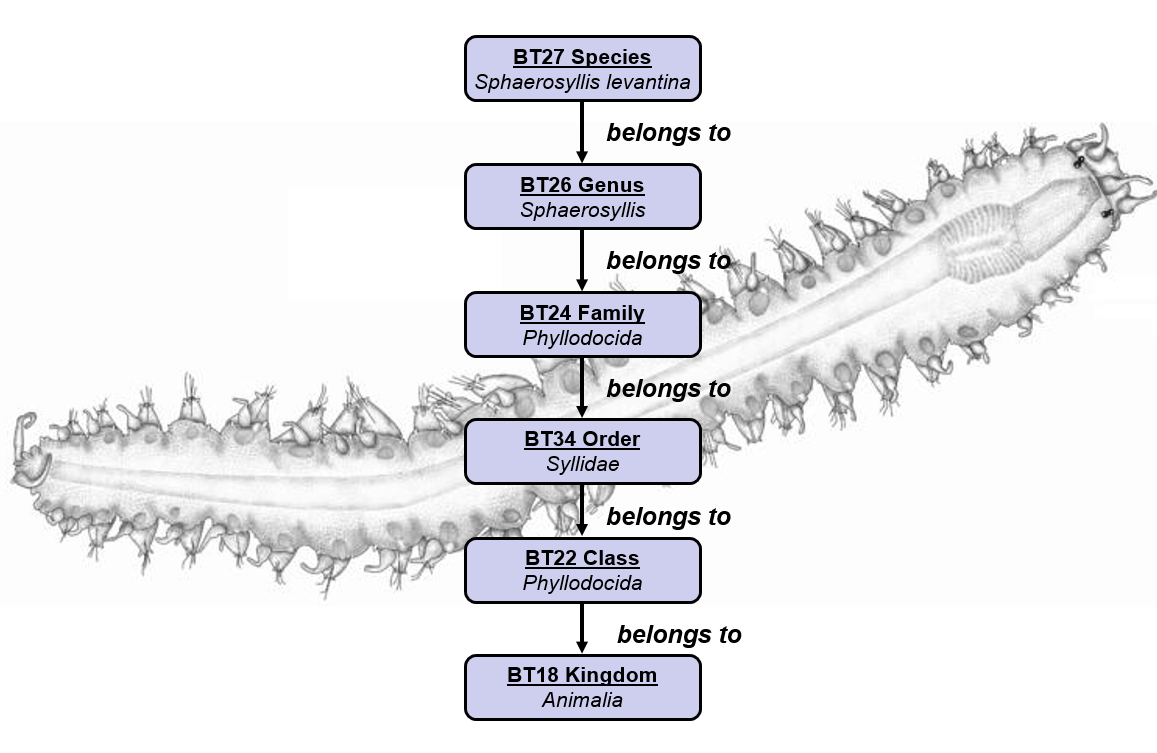 BT27 Species
Sphaerosyllis levantina
belongs to
BT26 Genus
Sphaerosyllis
belongs to
BT24 Family
Phyllodocida
belongs to
BT34 Order
Syllidae
belongs to
BT22 Class
Phyllodocida
belongs to
BT18 Kingdom
Animalia